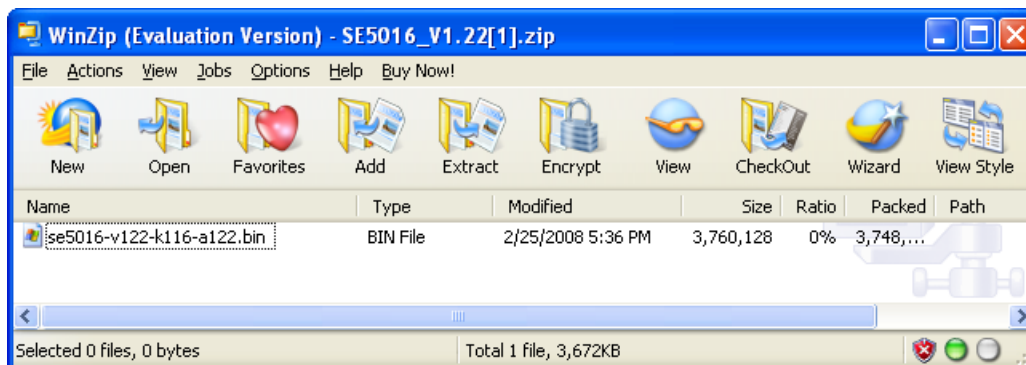 WinZip (Evaluation Version) - SE5016_V1.22[1].zip
File Actions View Jobs Options Help Buy Now!
New Open Favorites Add Extract Encrypt View CheckOut Wizard View Style
Name Type Modified Size Ratio Packed Path
se5016-v122-k116-a122.bin BIN File 2/25/2008 5:36 PM 3,760,128 0% 3,748,...
Selected 0 files, 0 bytes Total 1 file, 3,672KB